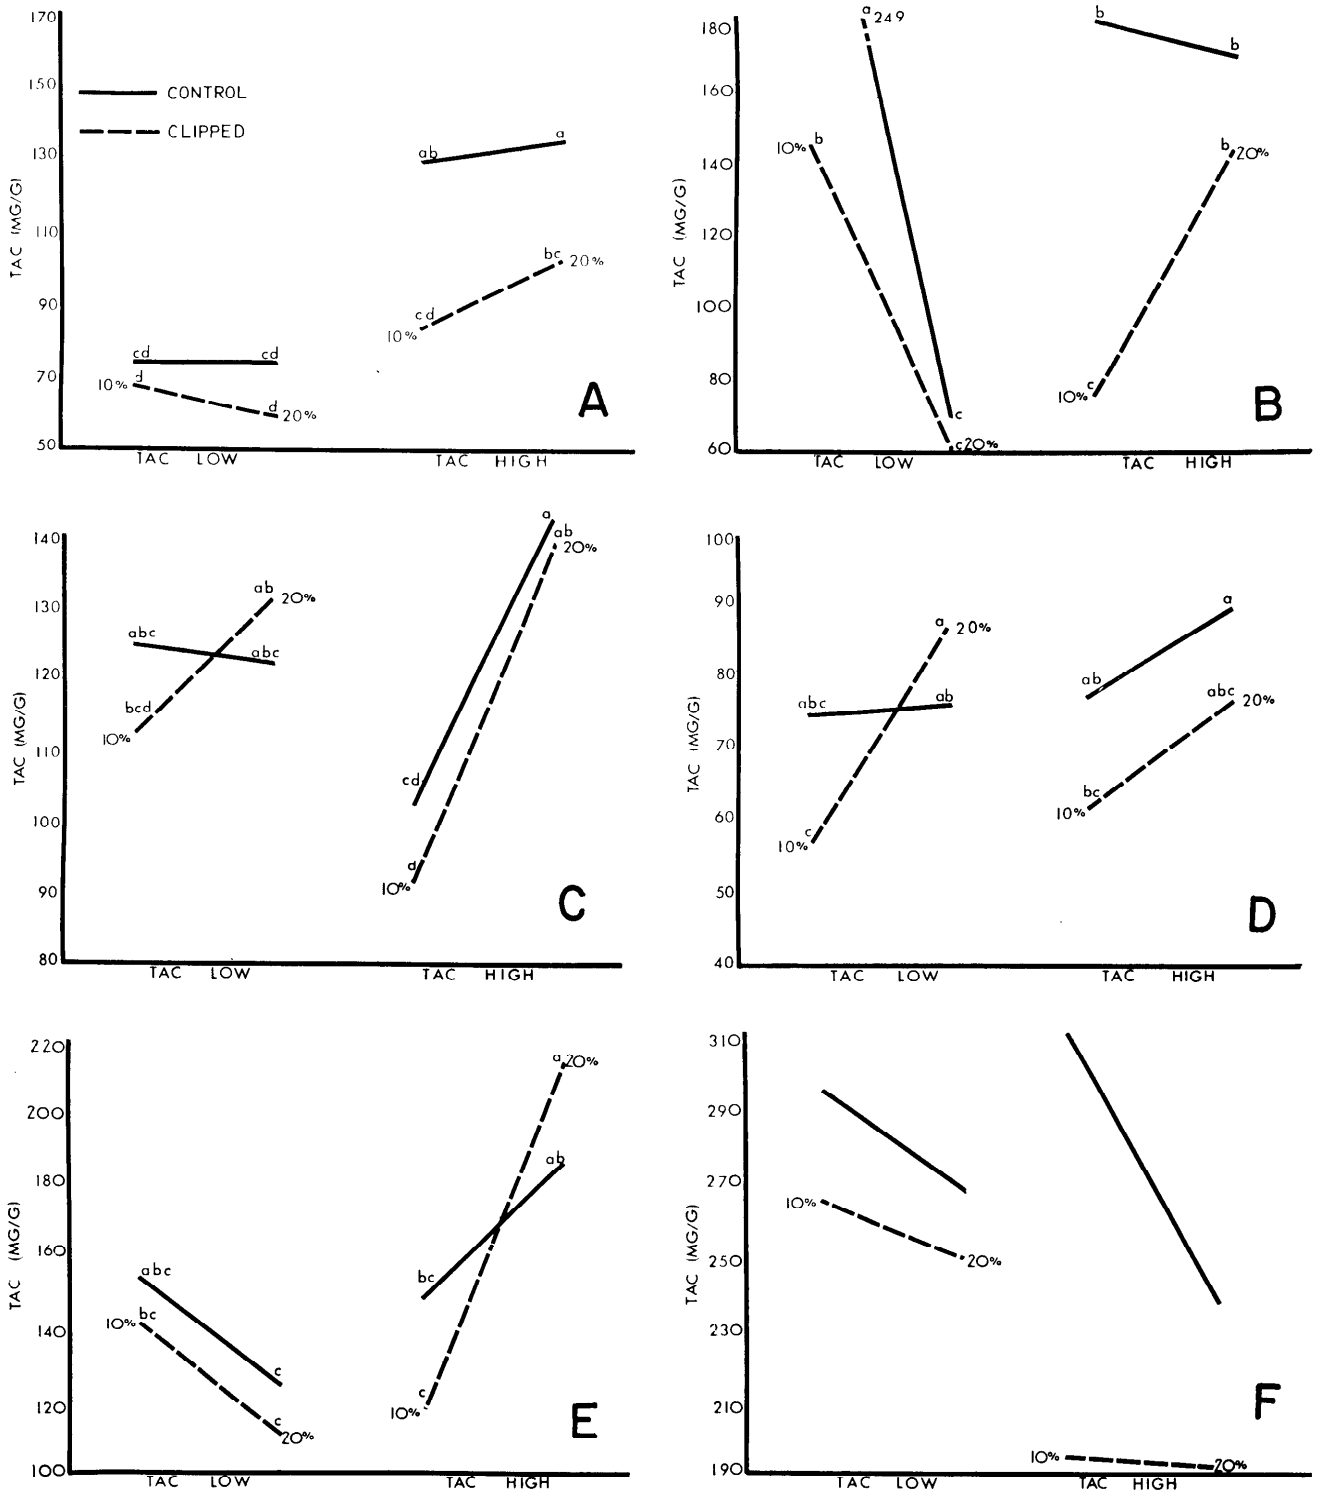 170
150
130
110
90
70
50
TAC (MG/G)
CONTROL
CLIPPED
ab
a
bc
20%
cd
10%
cd
cd
10%
d
d
20%
A
TAC LOW
TAC HIGH
180
160
140
120
100
80
60
TAC (MG/G)
a
249
b
b
10%
b
b
20%
c
10%
c
c
20%
B
TAC LOW
TAC HIGH
140
130
120
110
100
90
80
TAC (MG/G)
a
ab
20%
ab
20%
abc
abc
bcd
10%
cd
d
10%
C
TAC LOW
TAC HIGH
100
90
80
70
60
50
40
TAC (MG/G)
a
a
20%
ab
abc
20%
abc
ab
bc
10%
c
10%
D
TAC LOW
TAC HIGH
220
200
180
160
140
120
100
TAC (MG/G)
a
20%
ab
abc
bc
bc
10%
c
c
10%
c
20%
E
TAC LOW
TAC HIGH
310
290
270
250
230
210
190
TAC (MG/G)
10%
20%
10%
20%
F
TAC LOW
TAC HIGH